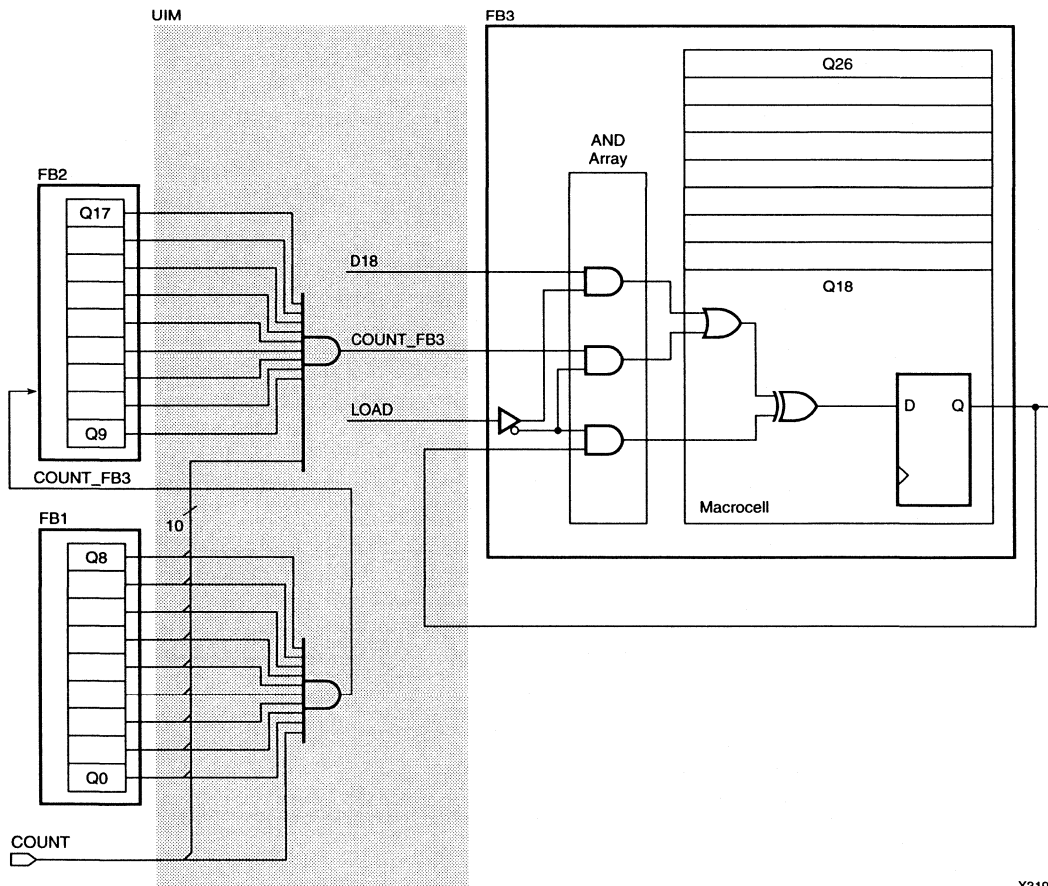 UIM
FB3
Q26
AND
Array
FB2
Q17
D18
Q18
COUNT_FB3
LOAD
D Q
Q9
COUNT_FB3
Macrocell
10
FB1
Q8
Q0
COUNT